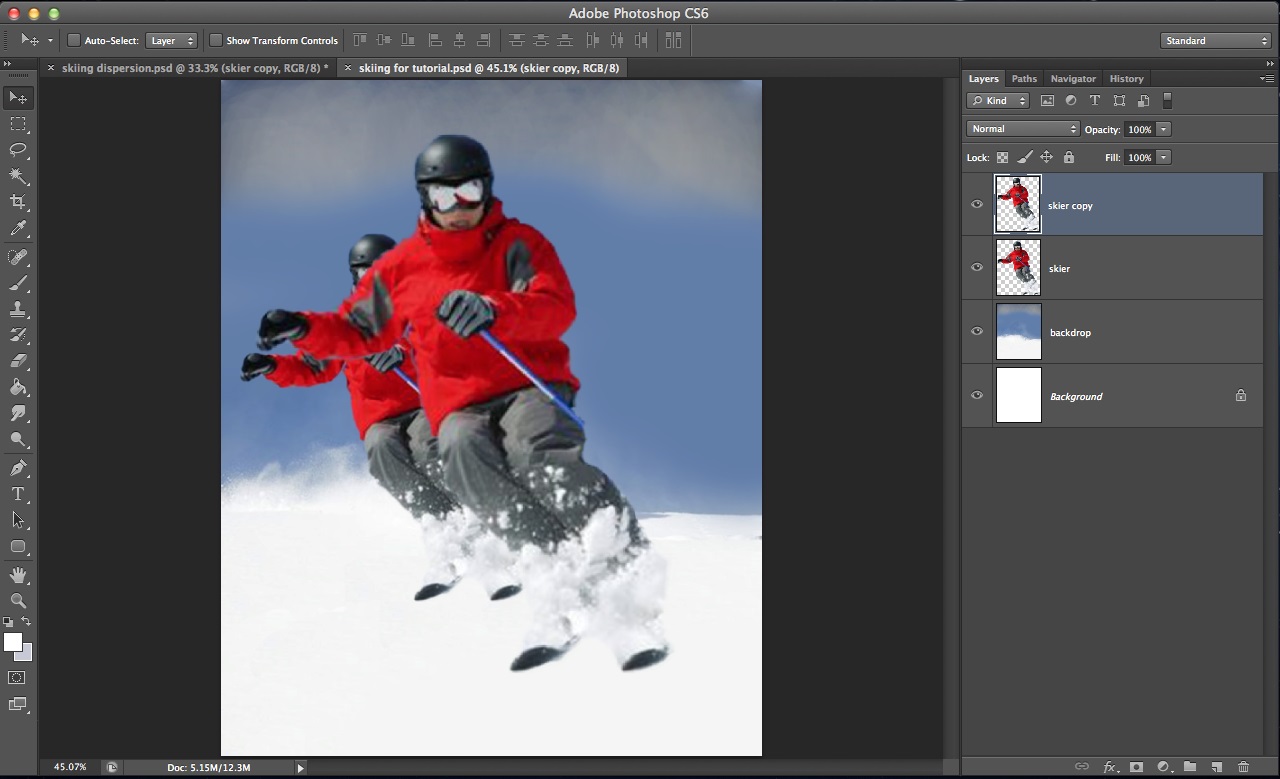 Adobe Photoshop CS6
Auto-Select: Layer Show Transform Controls Standard
skiing dispersion.psd @ 33.3% (skier copy, RGB/8) * skiing for tutorial.psd @ 45.1% (skier copy, RGB/8)
Layers Paths Navigator History
Kind
Normal Opacity: 100%
Lock: Fill: 100%
skier copy
skier
backdrop
Background
45.07% Doc: 5.15M/12.3M